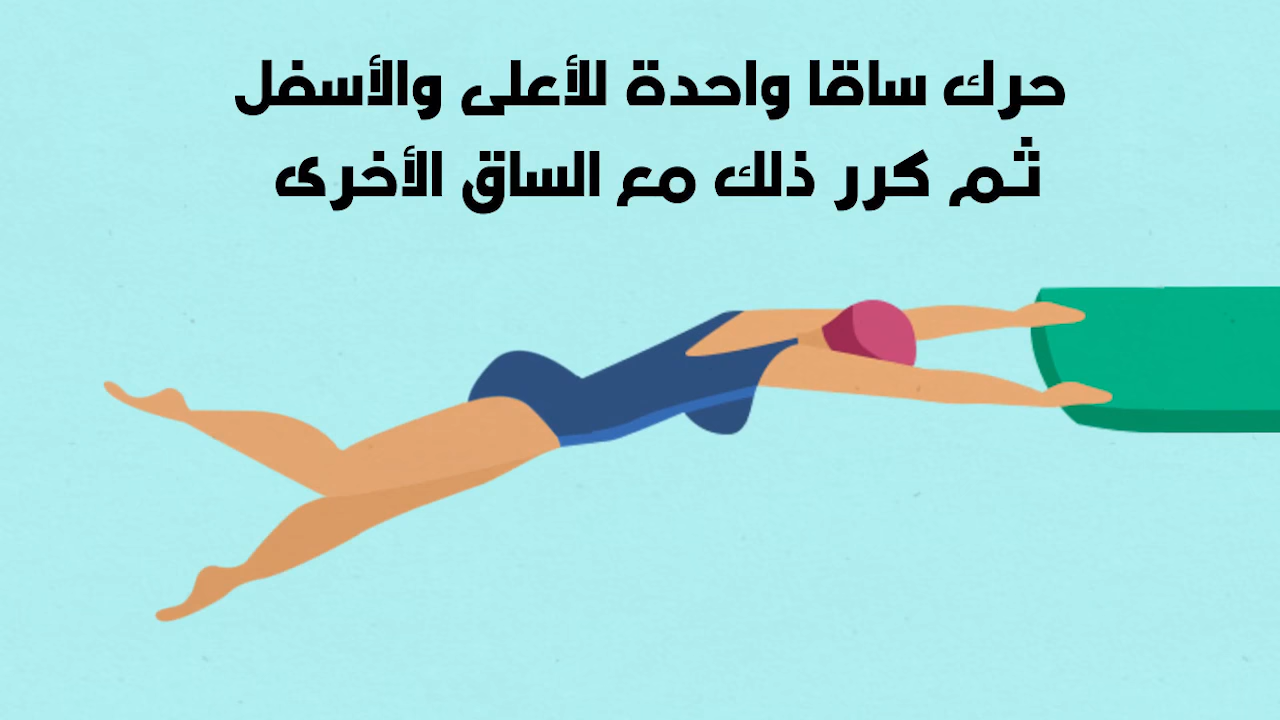 حرك ساقا واحدة للأعلى والأسفل
ثم كرر ذلك مع الساق الأخرى